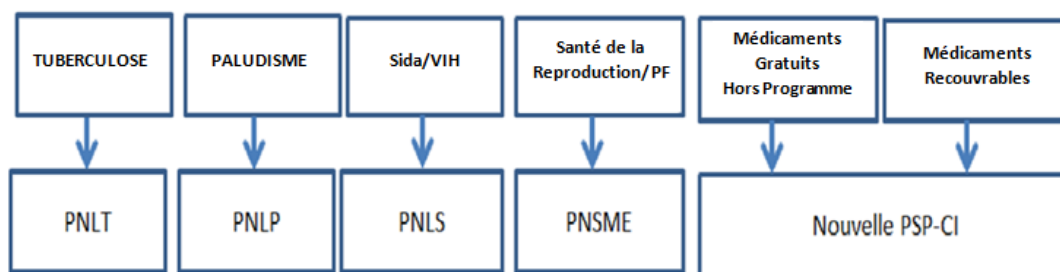 TUBERCULOSE
PALUDISME
Sida/VIH
Santé de la
Reproduction/PF
Médicaments
Gratuits
Hors Programme
Médicaments
Recouvrables
PNLT
PNLP
PNLS
PNSME
Nouvelle PSP-CI